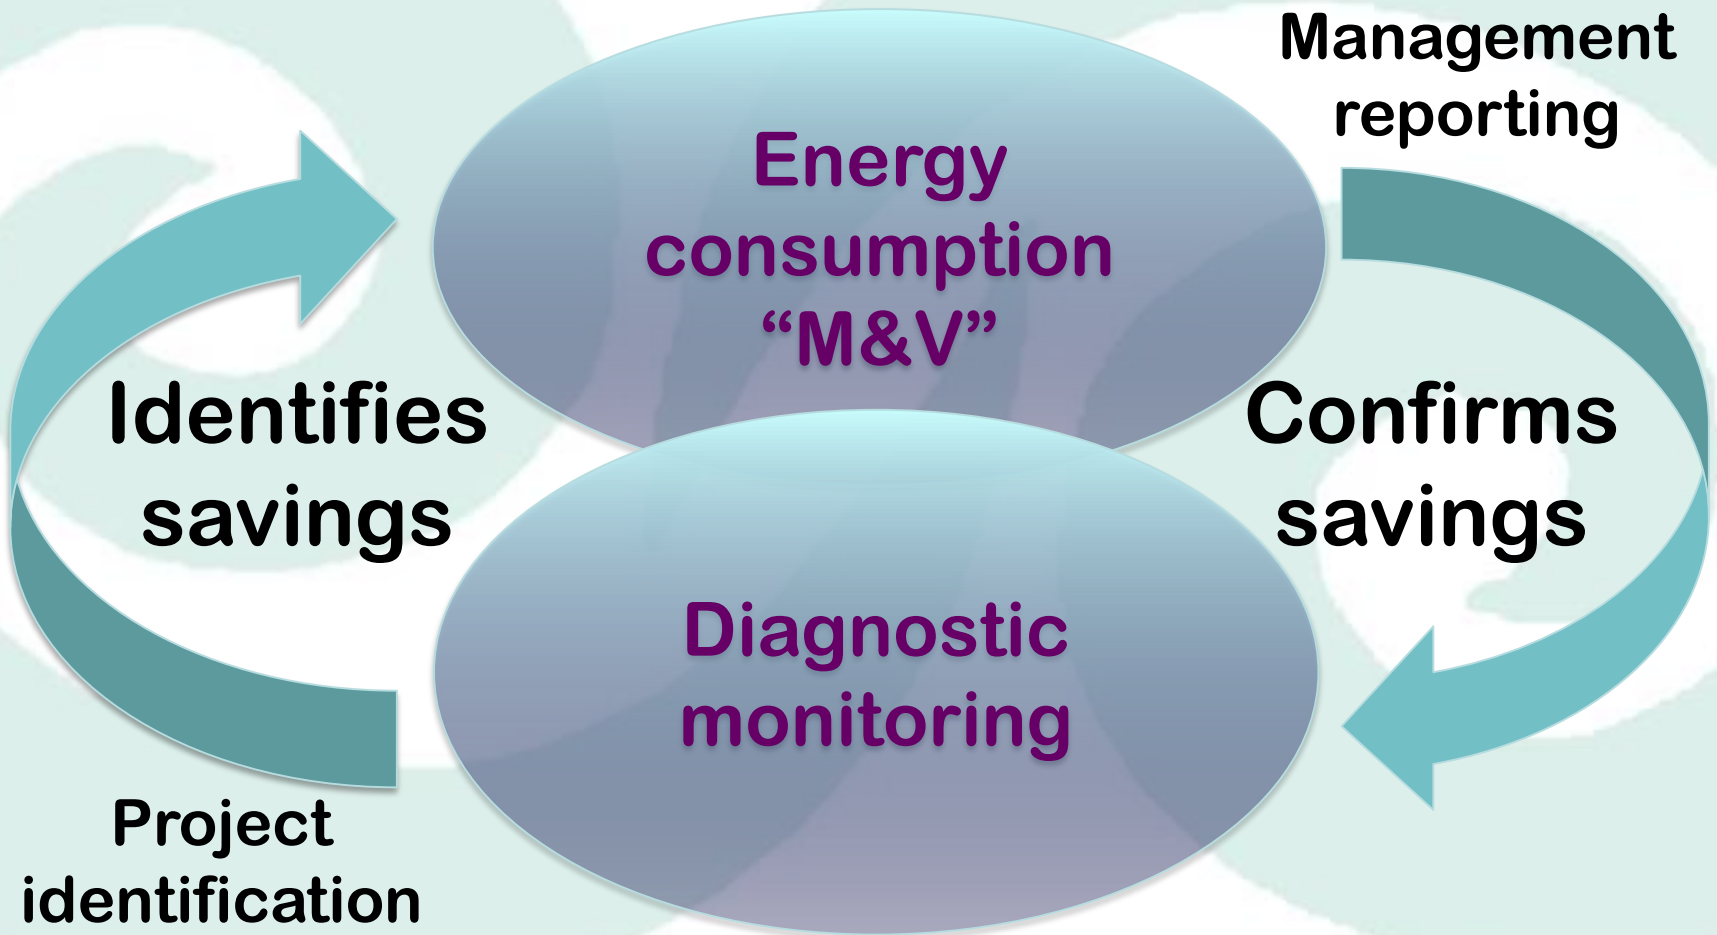 Management
reporting
Energy
consumption
“M&V”
Identifies
savings
Confirms
savings
Diagnostic
monitoring
Project
identification